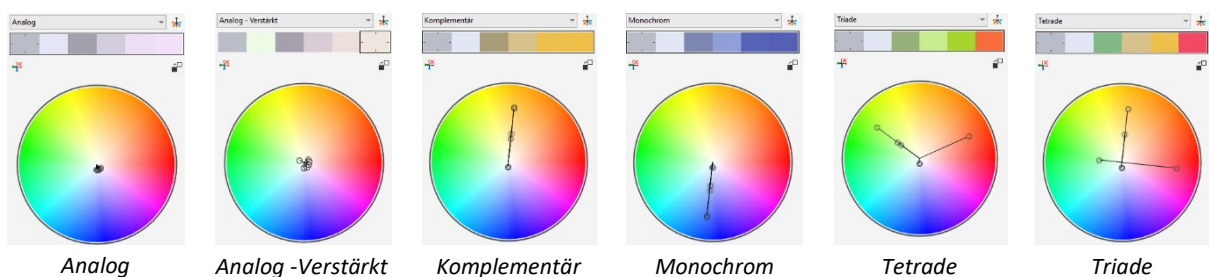 Analog
Analog - Verstärkt
Komplementär
Monochrom
Triade
Tetrade
Analog
Analog -Verstärkt
Komplementär
Monochrom
Tetrade
Triade